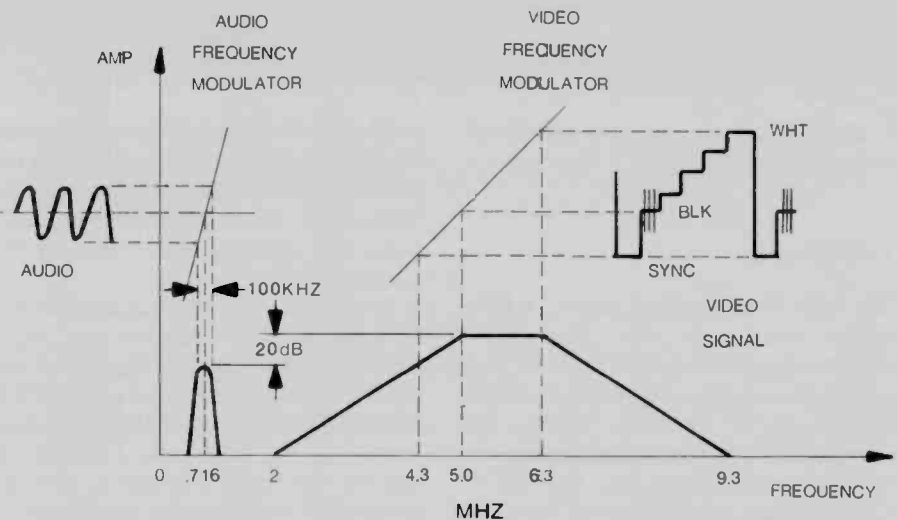 AUDIO
FREQUENCY
MODULATOR
VIDEO
FREQUENCY
MODULATOR
AMP
WHT
BLK
SYNC
AUDIO
100KHZ
VIDEO
SIGNAL
20dB
0 .716 2 4.3 5.0 6.3 9.3
FREQUENCY
MHZ